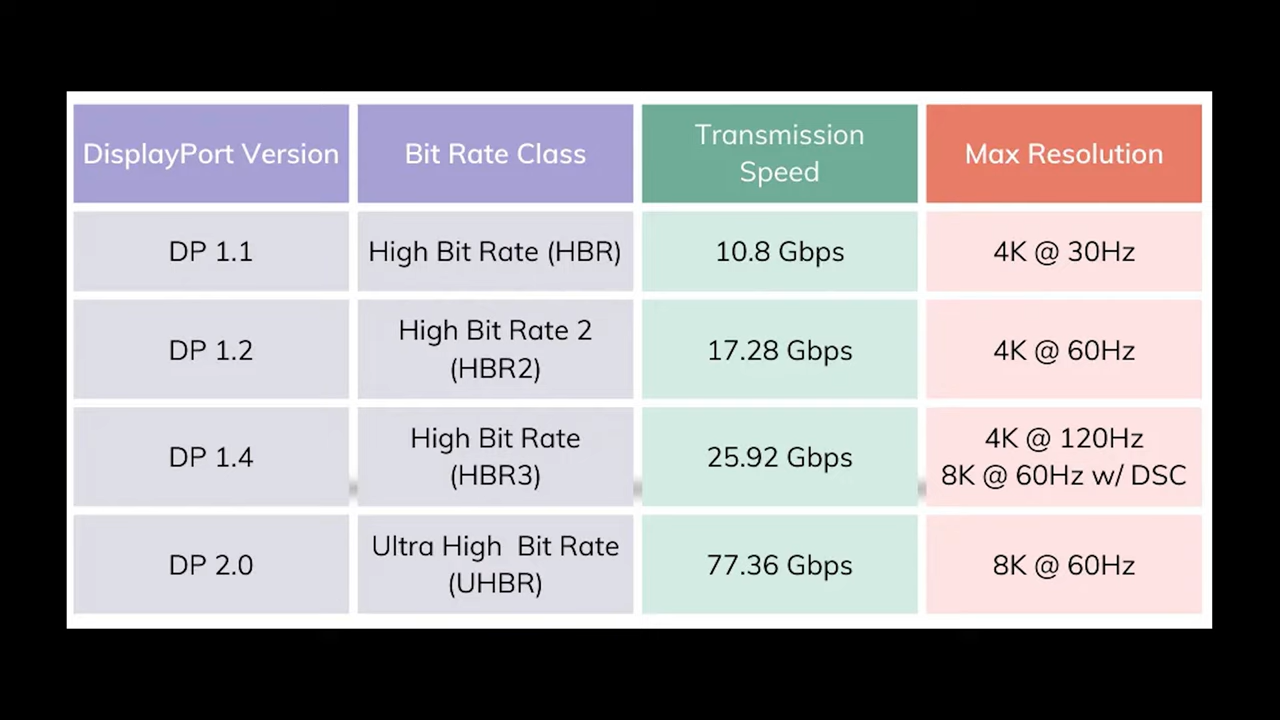 DisplayPort Version
Bit Rate Class
Transmission
Speed
Max Resolution
DP 1.1
High Bit Rate (HBR)
10.8 Gbps
4K @ 30Hz
DP 1.2
High Bit Rate 2
(HBR2)
17.28 Gbps
4K @ 60Hz
DP 1.4
High Bit Rate
(HBR3)
25.92 Gbps
4K @ 120Hz
8K @ 60Hz w/ DSC
DP 2.0
Ultra High  Bit Rate
(UHBR)
77.36 Gbps
8K @ 60Hz